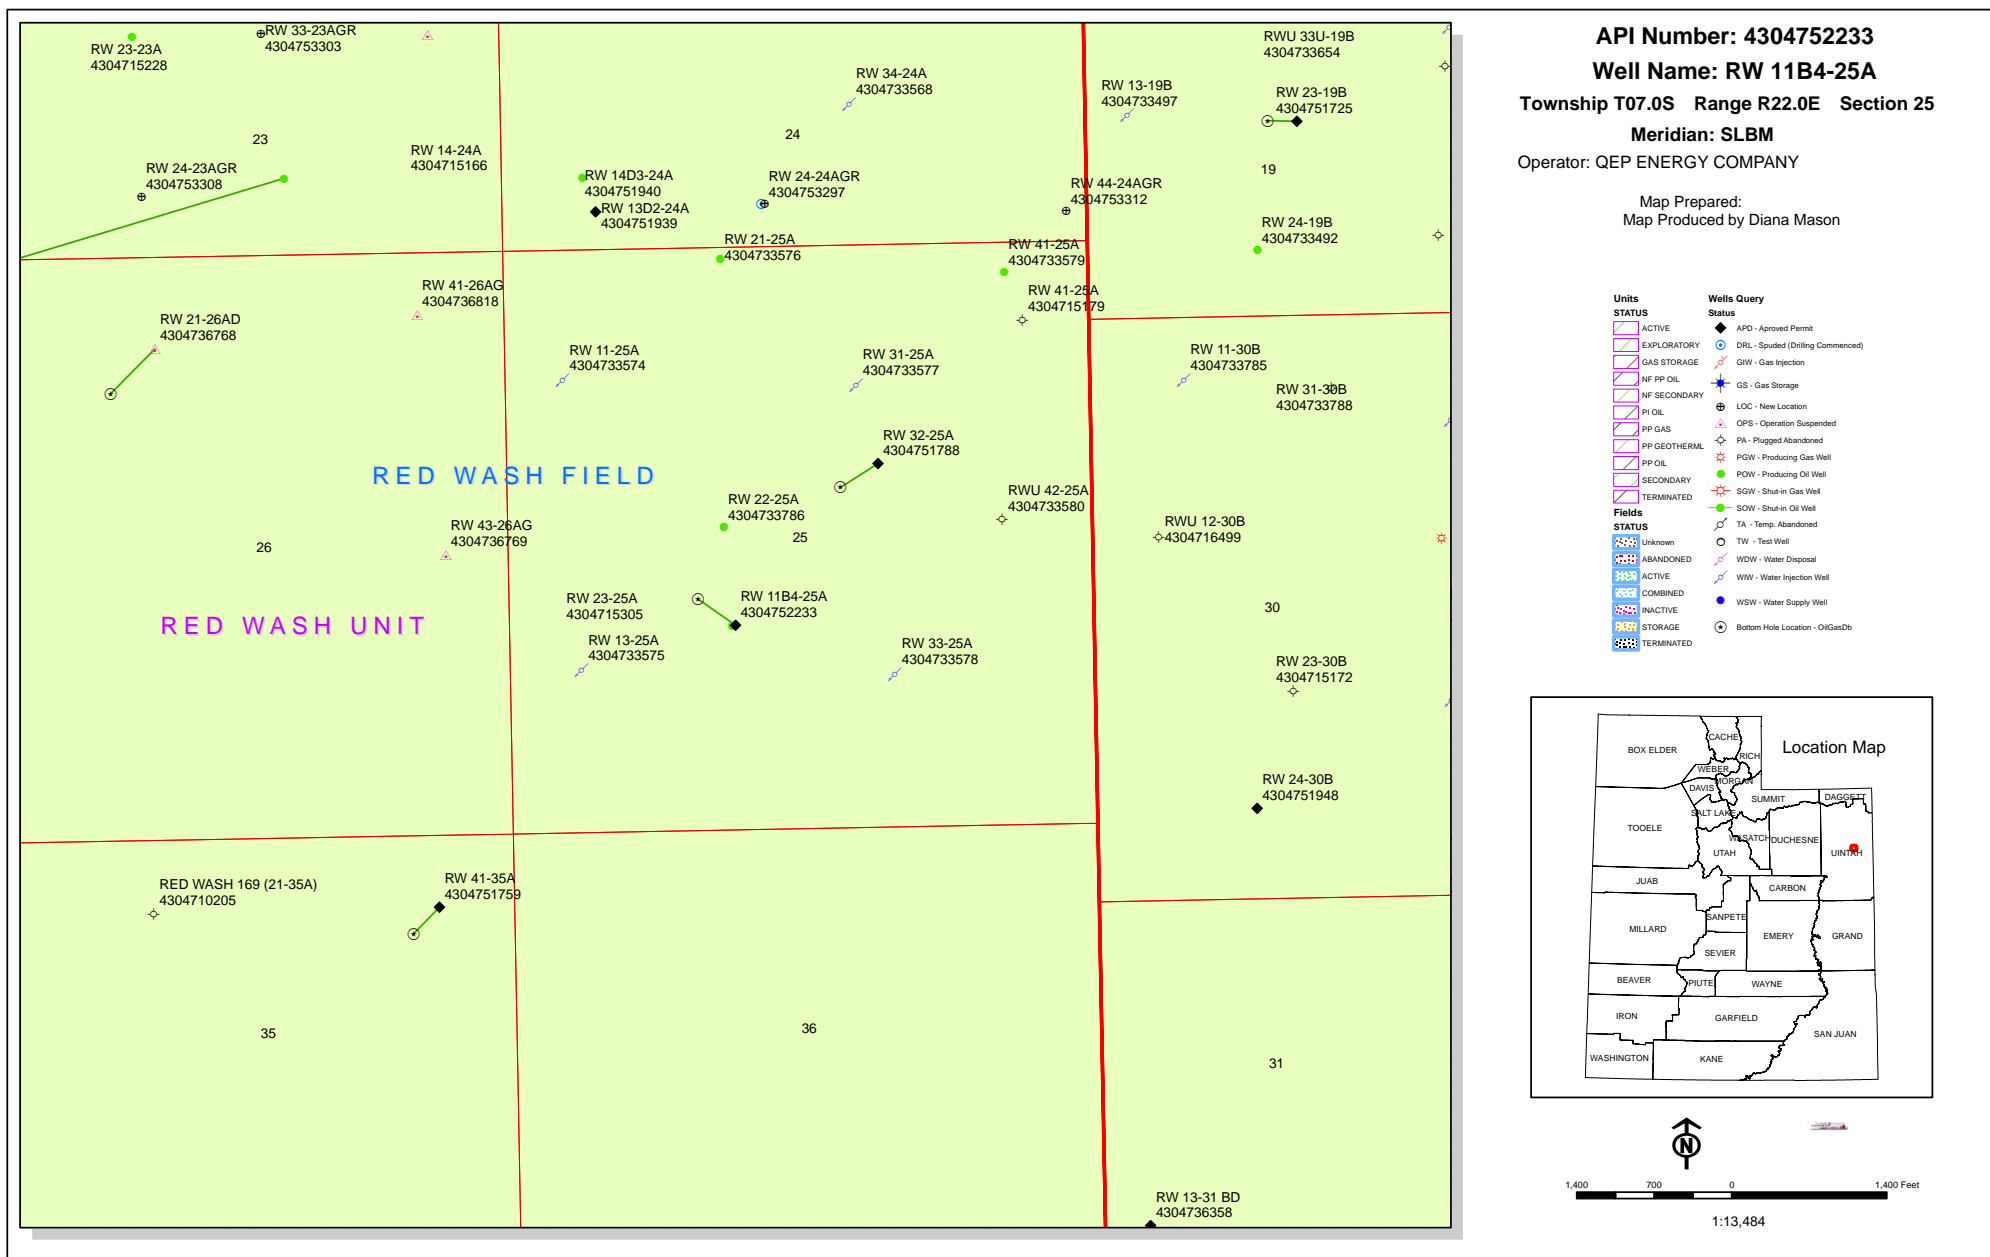 RW 23-23A
4304715228
RW 33-23AGR
4304753303
RW 34-24A
4304733568
RW 13-19B
4304733497
RWU 33U-19B
4304733654
RW 23-19B
4304751725
23
24
19
RW 24-23AGR
4304753308
RW 14-24A
4304715166
RW 14D3-24A
4304751940
RW 13D2-24A
4304751939
RW 24-24AGR
4304753297
RW 44-24AGR
4304753312
RW 24-19B
4304733492
RW 21-25A
4304733576
RW 41-25A
4304733579
RW 41-25A
4304715179
RW 41-26AG
4304736818
RW 21-26AD
4304736768
RW 11-25A
4304733574
RW 31-25A
4304733577
RW 11-30B
4304733785
RW 31-30B
4304733788
RW 32-25A
4304751788
RED WASH FIELD
RW 22-25A
4304733786
25
RWU 42-25A
4304733580
RWU 12-30B
4304716499
RW 43-26AG
4304736769
26
RW 23-25A
4304715305
RW 11B4-25A
4304752233
30
RED WASH UNIT
RW 13-25A
4304733575
RW 33-25A
4304733578
RW 23-30B
4304715172
RW 24-30B
4304751948
RED WASH 169 (21-35A)
4304710205
RW 41-35A
4304751759
35
36
31
RW 13-31 BD
4304736358
API Number: 4304752233
Well Name: RW 11B4-25A
Township T07.0S Range R22.0E Section 25
Meridian: SLBM
Operator: QEP ENERGY COMPANY
Map Prepared:
Map Produced by Diana Mason
Units
STATUS
ACTIVE
EXPLORATORY
GAS STORAGE
NF PP OIL
NF SECONDARY
PI OIL
PP GAS
PP GEOTHERML
PP OIL
SECONDARY
TERMINATED
Fields
STATUS
Unknown
ABANDONED
ACTIVE
COMBINED
INACTIVE
STORAGE
TERMINATED
Wells Query
Status
APD - Aproved Permit
DRL - Spuded (Drilling Commenced)
GIW - Gas Injection
GS - Gas Storage
LOC - New Location
OPS - Operation Suspended
PA - Plugged Abandoned
PGW - Producing Gas Well
POW - Producing Oil Well
SGW - Shut-in Gas Well
SOW - Shut-in Oil Well
TA - Temp. Abandoned
TW - Test Well
WDW - Water Disposal
WIW - Water Injection Well
WSW - Water Supply Well
Bottom Hole Location - OilGasDb
Location Map
BOX ELDER
CACHE
RICH
WEBER
MORGAN
DAVIS
SUMMIT
DAGGETT
SALT LAKE
TOOELE
WASATCH
DUCHESNE
UTAH
UINTAH
JUAB
CARBON
SANPETE
MILLARD
EMERY
GRAND
SEVIER
BEAVER
PIUTE
WAYNE
IRON
GARFIELD
SAN JUAN
WASHINGTON
KANE
N
1,400 700 0 1,400 Feet
1:13,484